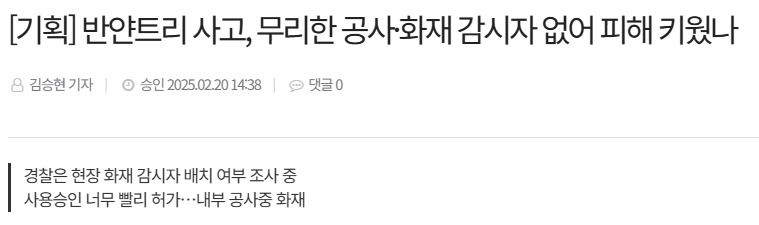 [기획] 반얀트리 사고, 무리한 공사·화재 감시자 없어 피해 키웠나
김승현 기자 | 승인 2025.02.20 14:38 | 댓글 0
경찰은 현장 화재 감시자 배치 여부 조사 중
사용승인 너무 빨리 허가…내부 공사중 화재